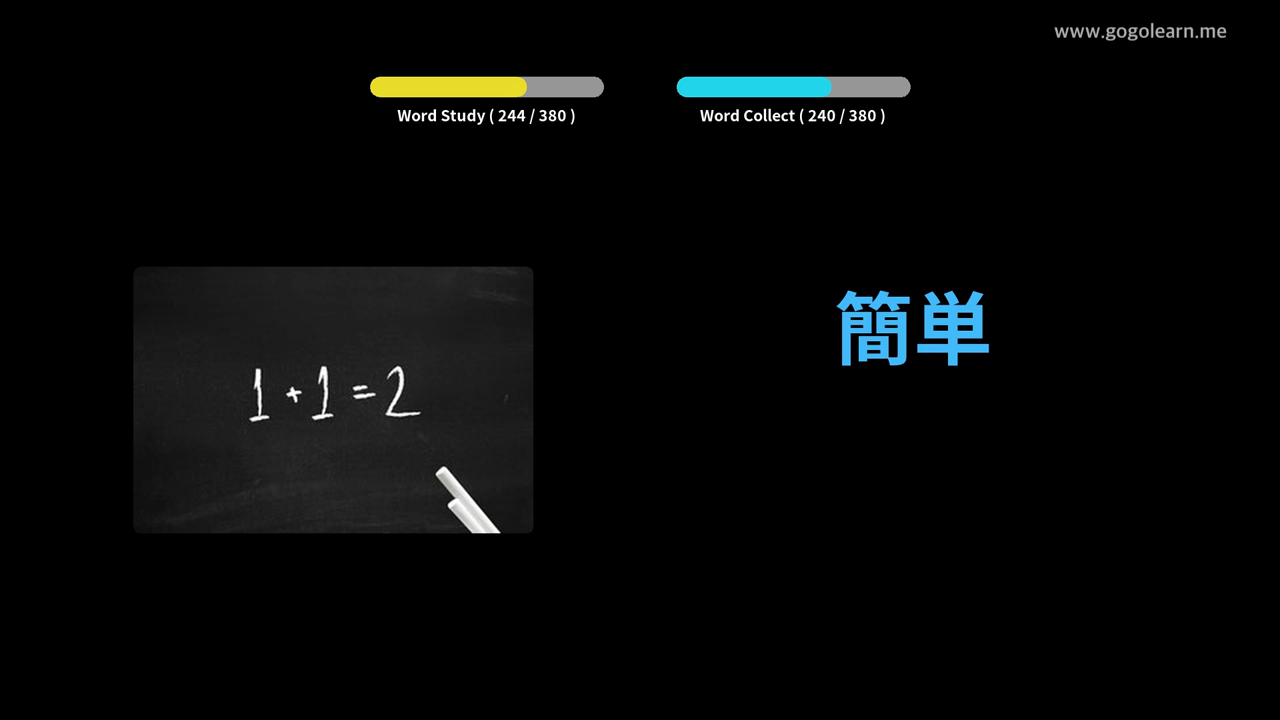 www.gogolearn.me
Word Study ( 244 / 380 )
Word Collect ( 240 / 380 )
1 + 1 = 2
簡単